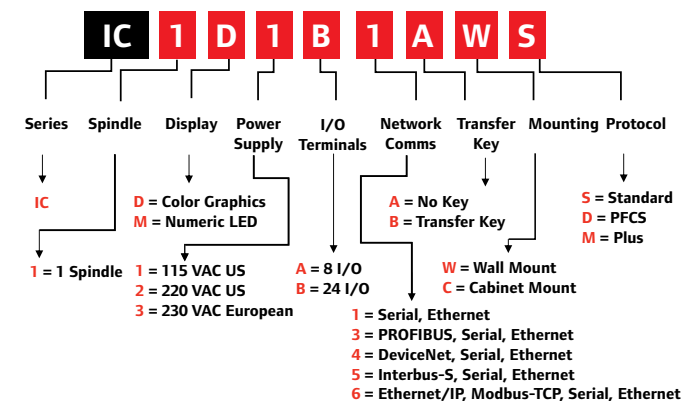 IC 1 D 1 B 1 A W S
Series Spindle Display Power Supply I/O Terminals Network Comms Transfer Key Mounting Protocol
IC
1 = 1 Spindle
D = Color Graphics
M = Numeric LED
1 = 115 VAC US
2 = 220 VAC US
3 = 230 VAC European
A = 8 I/O
B = 24 I/O
1 = Serial, Ethernet
3 = PROFIBUS, Serial, Ethernet
4 = DeviceNet, Serial, Ethernet
5 = Interbus-S, Serial, Ethernet
6 = Ethernet/IP, Modbus-TCP, Serial, Ethernet
A = No Key
B = Transfer Key
W = Wall Mount
C = Cabinet Mount
S = Standard
D = PFCS
M = Plus